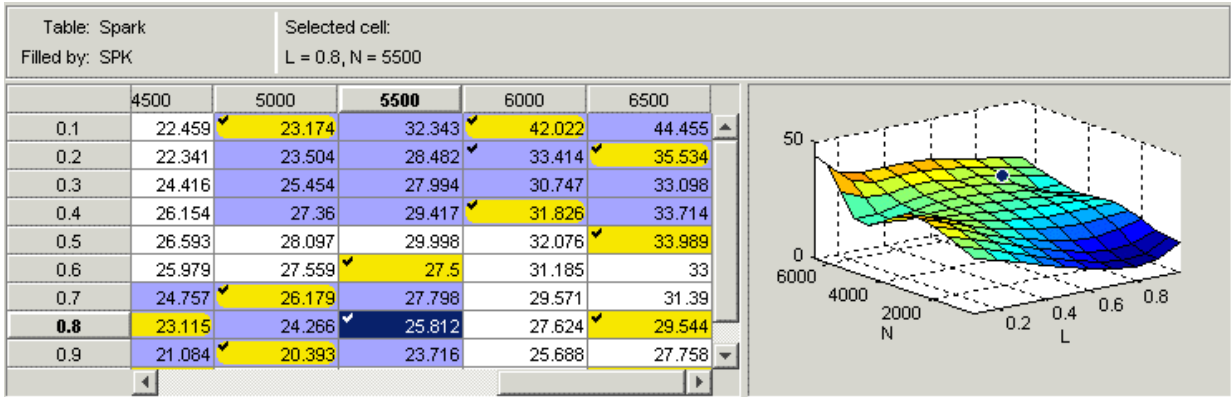 Table: Spark
Selected cell:
Filled by: SPK
L = 0.8, N = 5500
4500 5000 5500 6000 6500
0.1 22.459 23.174 32.343 42.022 44.455
0.2 22.341 23.504 28.482 33.414 35.534
0.3 24.416 25.454 27.994 30.747 33.098
0.4 26.154 27.36 29.417 31.826 33.714
0.5 26.593 28.097 29.998 32.076 33.989
0.6 25.979 27.559 27.5 31.185 33
0.7 24.757 26.179 27.798 29.571 31.39
0.8 23.115 24.266 25.812 27.624 29.544
0.9 21.084 20.393 23.716 25.688 27.758
50
0
6000
4000
2000
N
0.2 0.4 0.6 0.8
L